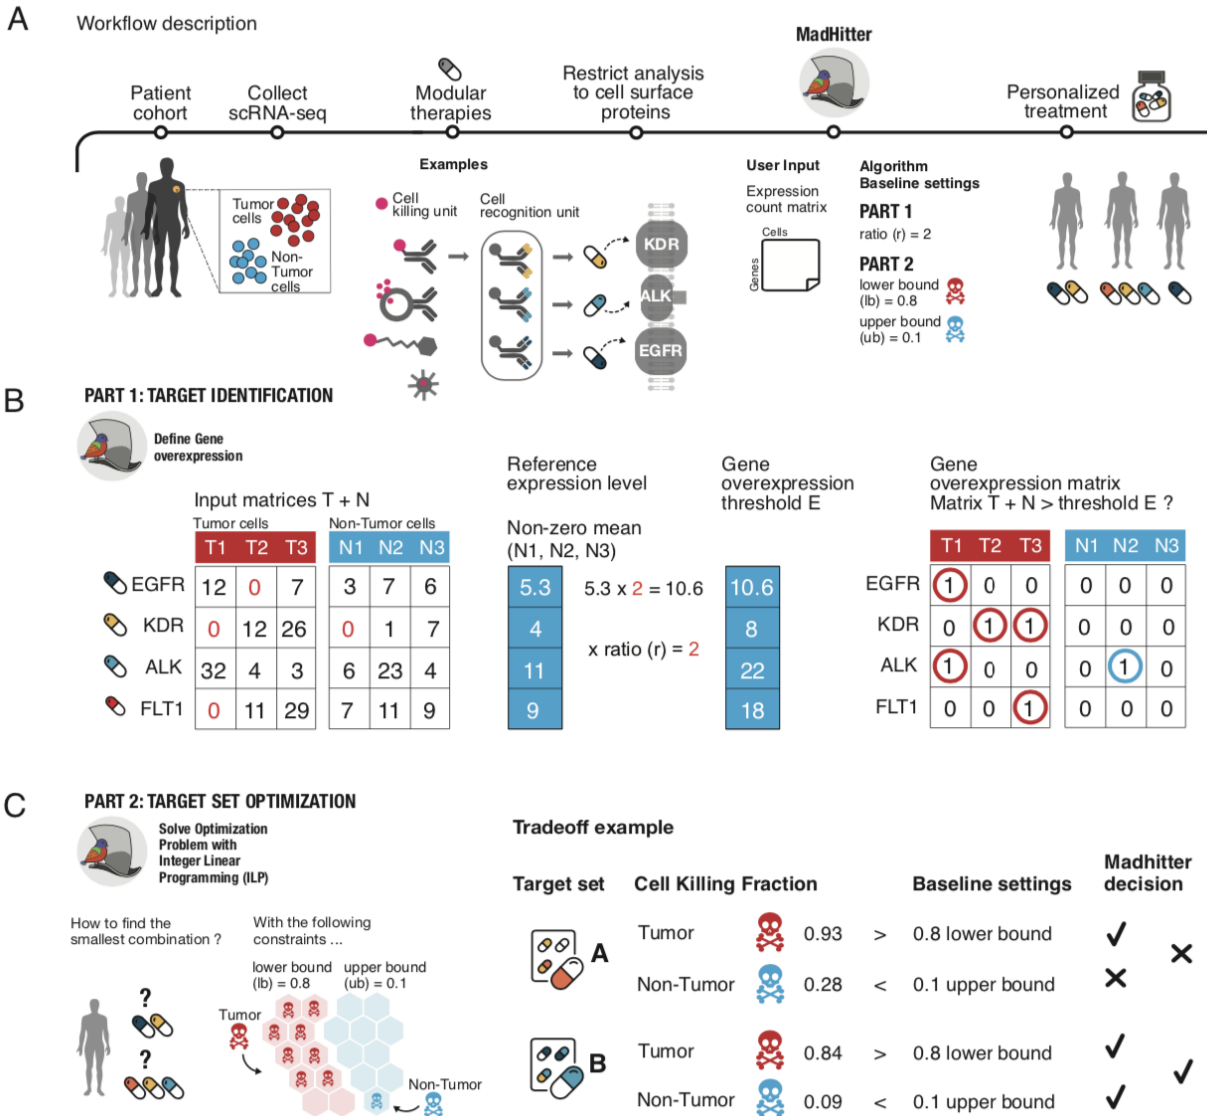 A
Workflow description
MadHitter
Patient
cohort
Collect
scRNA-seq
Modular
therapies
Restrict analysis
to cell surface
proteins
Personalized
treatment
Examples
User Input
Algorithm
Baseline settings
Tumor
cells
Non-
Tumor
cells
Cell
killing unit
Cell
recognition unit
KDR
ALK
EGFR
Expression
count matrix
Cells
Genes
PART 1
ratio (r) = 2
PART 2
lower bound
(lb) = 0.8
upper bound
(ub) = 0.1
B
PART 1: TARGET IDENTIFICATION
Define Gene
overexpression
Input matrices T + N
Tumor cells
Non-Tumor cells
T1 T2 T3 N1 N2 N3
EGFR 12 0 7 3 7 6
KDR 0 12 26 0 1 7
ALK 32 4 3 6 23 4
FLT1 0 11 29 7 11 9
Reference
expression level
Non-zero mean
(N1, N2, N3)
5.3
4
11
9
5.3 x 2 = 10.6
x ratio (r) = 2
Gene
overexpression
threshold E
10.6
8
22
18
Gene
overexpression matrix
Matrix T + N > threshold E ?
T1 T2 T3 N1 N2 N3
EGFR 1 0 0 0 0 0
KDR 0 1 1 0 0 0
ALK 1 0 0 0 1 0
FLT1 0 0 1 0 0 0
C
PART 2: TARGET SET OPTIMIZATION
Solve Optimization
Problem with
Integer Linear
Programming (ILP)
How to find the
smallest combination ?
?
?
With the following
constraints ...
lower bound
(lb) = 0.8
upper bound
(ub) = 0.1
Tumor
Non-Tumor
Tradeoff example
Target set Cell Killing Fraction Baseline settings Madhitter
decision
A
Tumor 0.93 > 0.8 lower bound
Non-Tumor 0.28 < 0.1 upper bound
B
Tumor 0.84 > 0.8 lower bound
Non-Tumor 0.09 < 0.1 upper bound